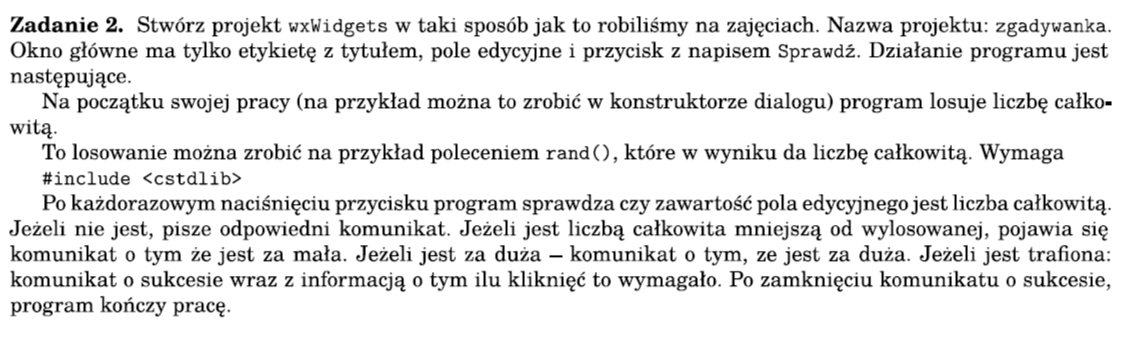 Zadanie 2. Stwórz projekt wxWidgets w taki sposób jak to robiliśmy na zajęciach. Nazwa projektu: zgadywanka.
Okno główne ma tylko etykietę z tytułem, pole edycyjne i przycisk z napisem Sprawdź. Działanie programu jest
następujące.
Na początku swojej pracy (na przykład można to zrobić w konstruktorze dialogu) program losuje liczbę całko-
witą.
To losowanie można zrobić na przykład poleceniem rand(), które w wyniku da liczbę całkowitą. Wymaga
#include <cstdlib>
Po każdorazowym naciśnięciu przycisku program sprawdza czy zawartość pola edycyjnego jest liczba całkowitą.
Jeżeli nie jest, pisze odpowiedni komunikat. Jeżeli jest liczbą całkowita mniejszą od wylosowanej, pojawia się
komunikat o tym że jest za mała. Jeżeli jest za duża – komunikat o tym, ze jest za duża. Jeżeli jest trafiona:
komunikat o sukcesie wraz z informacją o tym ilu kliknięć to wymagało. Po zamknięciu komunikatu o sukcesie,
program kończy pracę.